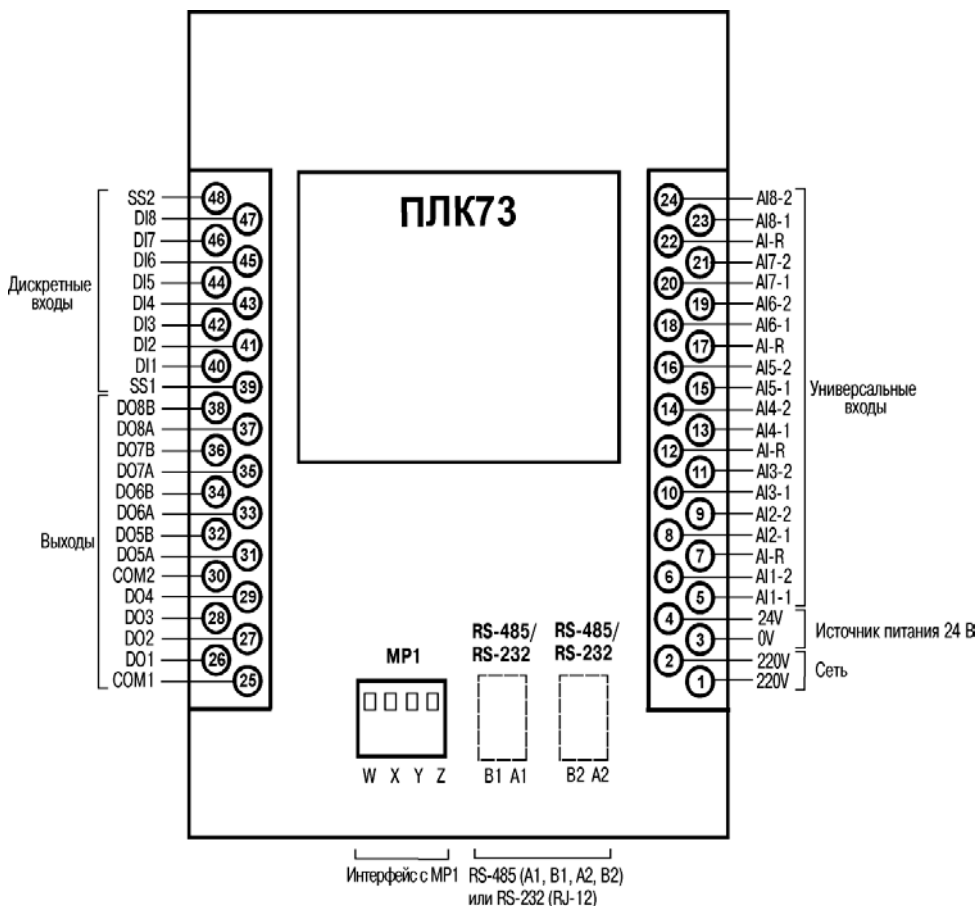 ПЛК73
Дискретные
входы
SS2 48
DI8 47
DI7 46
DI6 45
DI5 44
DI4 43
DI3 42
DI2 41
DI1 40
SS1 39
Выходы
DO8B 38
DO8A 37
DO7B 36
DO7A 35
DO6B 34
DO6A 33
DO5B 32
DO5A 31
COM2 30
DO4 29
DO3 28
DO2 27
DO1 26
COM1 25
24 AI8-2
23 AI8-1
22 AI-R
21 AI7-2
20 AI7-1
19 AI6-2
18 AI6-1
17 AI-R
16 AI5-2
15 AI5-1
14 AI4-2
13 AI4-1
12 AI-R
11 AI3-2
10 AI3-1
9 AI2-2
8 AI2-1
7 AI-R
6 AI1-2
5 AI1-1
Универсальные
входы
4 24V
3 0V
Источник питания 24 В
2 220V
1 220V
Сеть
MP1
W X Y Z
RS-485/
RS-232
B1 A1
RS-485/
RS-232
B2 A2
Интерфейс с МР1
RS-485 (A1, B1, A2, B2)
или RS-232 (RJ-12)